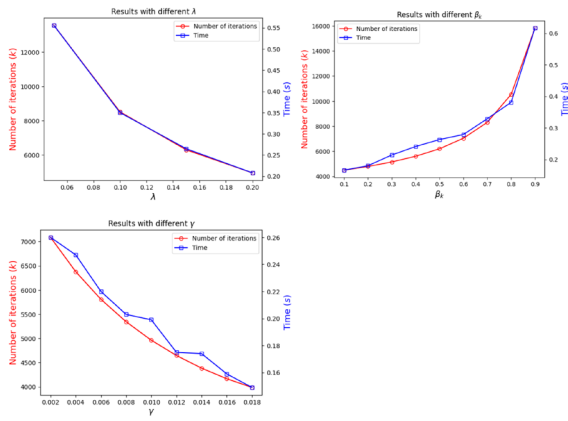 Results with different λ
Number of iterations
Time
Number of iterations (k)
Time (s)
12000
10000
8000
6000
0.55
0.50
0.45
0.40
0.35
0.30
0.25
0.20
0.06 0.08 0.10 0.12 0.14 0.16 0.18 0.20
λ
Results with different βk
Number of iterations
Time
Number of iterations (k)
Time (s)
16000
14000
12000
10000
8000
6000
4000
0.6
0.5
0.4
0.3
0.2
0.1 0.2 0.3 0.4 0.5 0.6 0.7 0.8 0.9
βk
Results with different γ
Number of iterations
Time
Number of iterations (k)
Time (s)
7000
6500
6000
5500
5000
4500
4000
0.26
0.24
0.22
0.20
0.18
0.16
0.002 0.004 0.006 0.008 0.010 0.012 0.014 0.016 0.018
γ